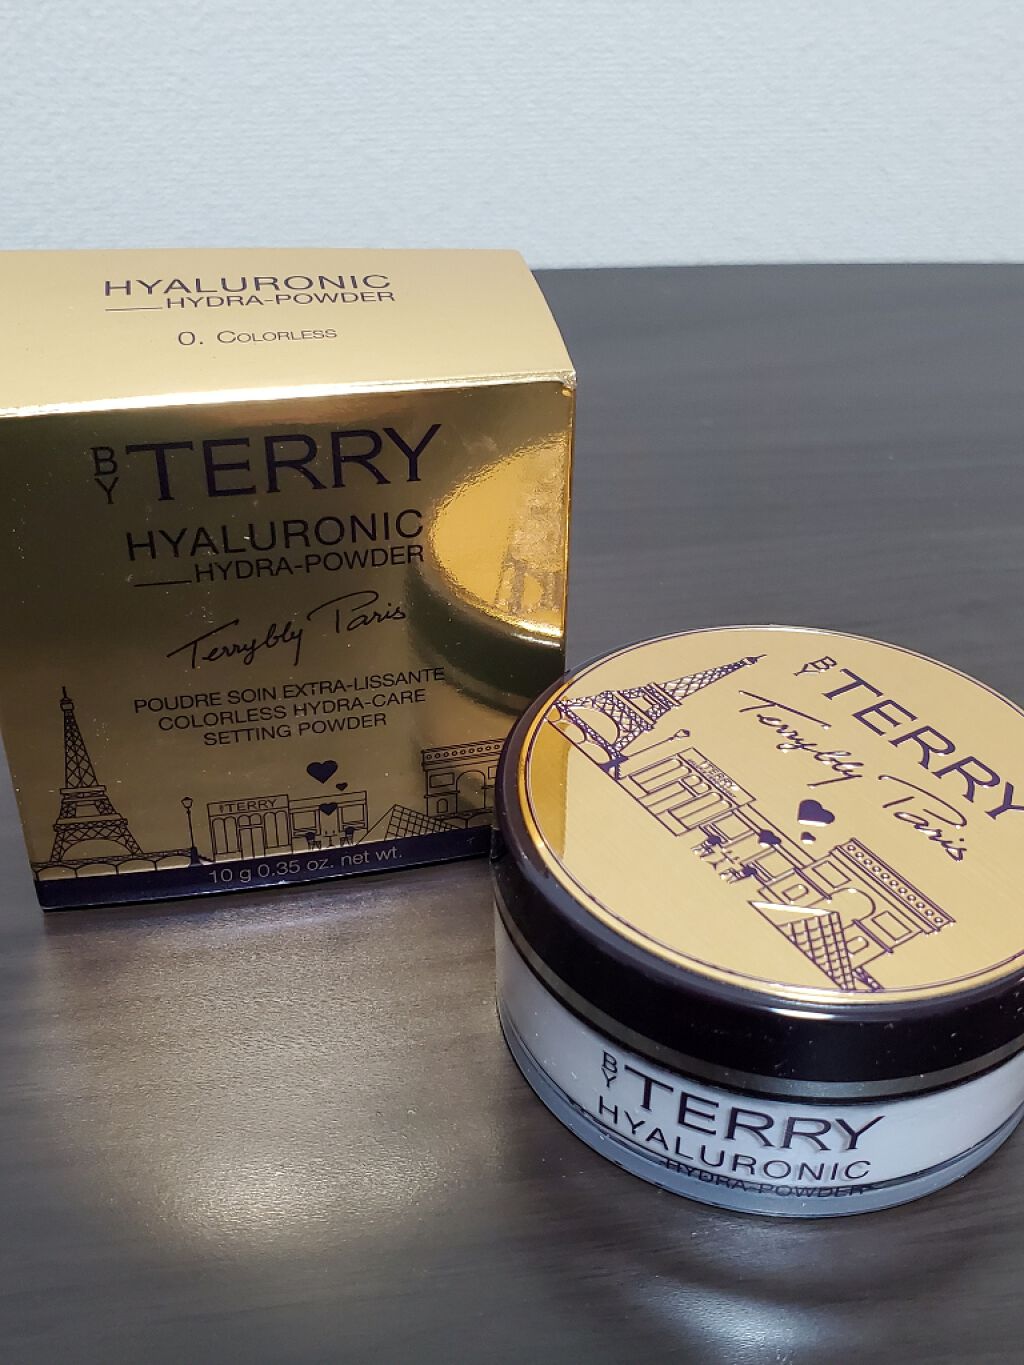 HYALURONIC
HYDRA-POWDER
0. COLORLESS
BY TERRY
HYALURONIC
HYDRA-POWDER
Terrybly Paris
POUDRE SOIN EXTRA-LISSANTE
COLORLESS HYDRA-CARE
SETTING POWDER
BY TERRY
10 g 0.35 oz. net wt.
BY TERRY
Terrybly Paris
BY TERRY
HYALURONIC
HYDRA-POWDER